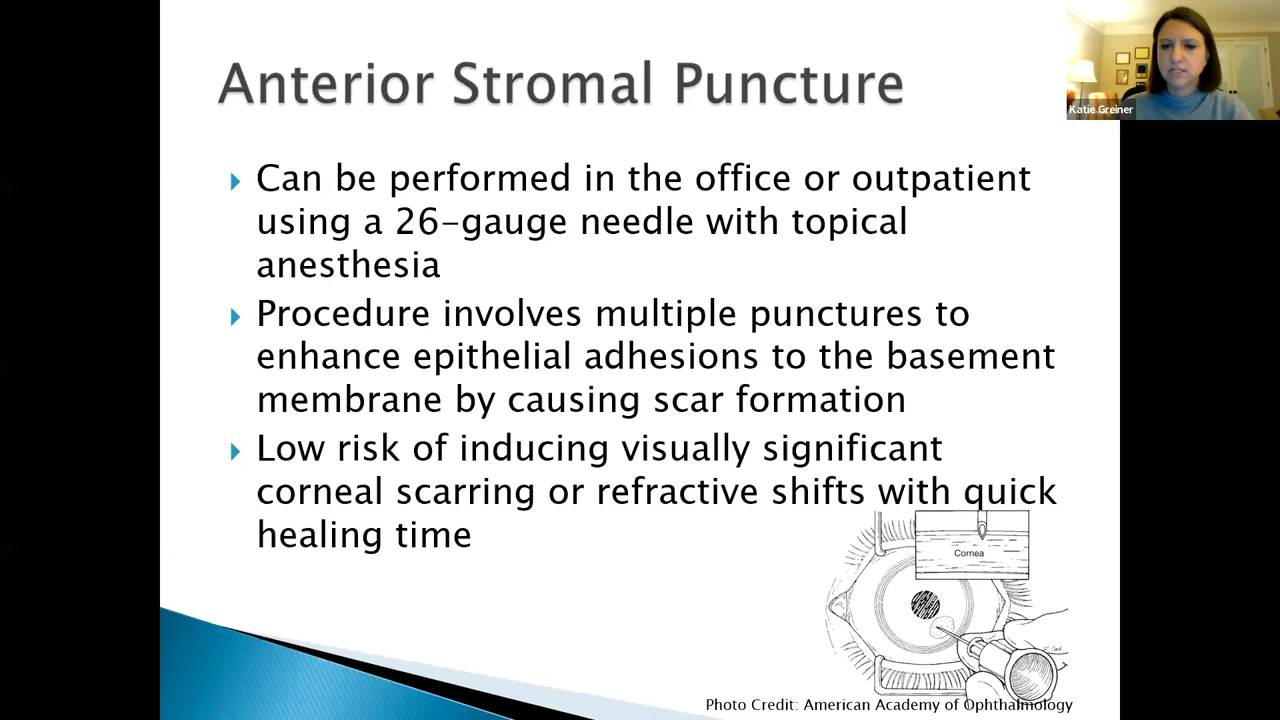 Anterior Stromal Puncture
Katie Greiner
Can be performed in the office or outpatient
using a 26-gauge needle with topical
anesthesia
Procedure involves multiple punctures to
enhance epithelial adhesions to the basement
membrane by causing scar formation
Low risk of inducing visually significant
corneal scarring or refractive shifts with quick
healing time
Cornea
Photo Credit: American Academy of Ophthalmology